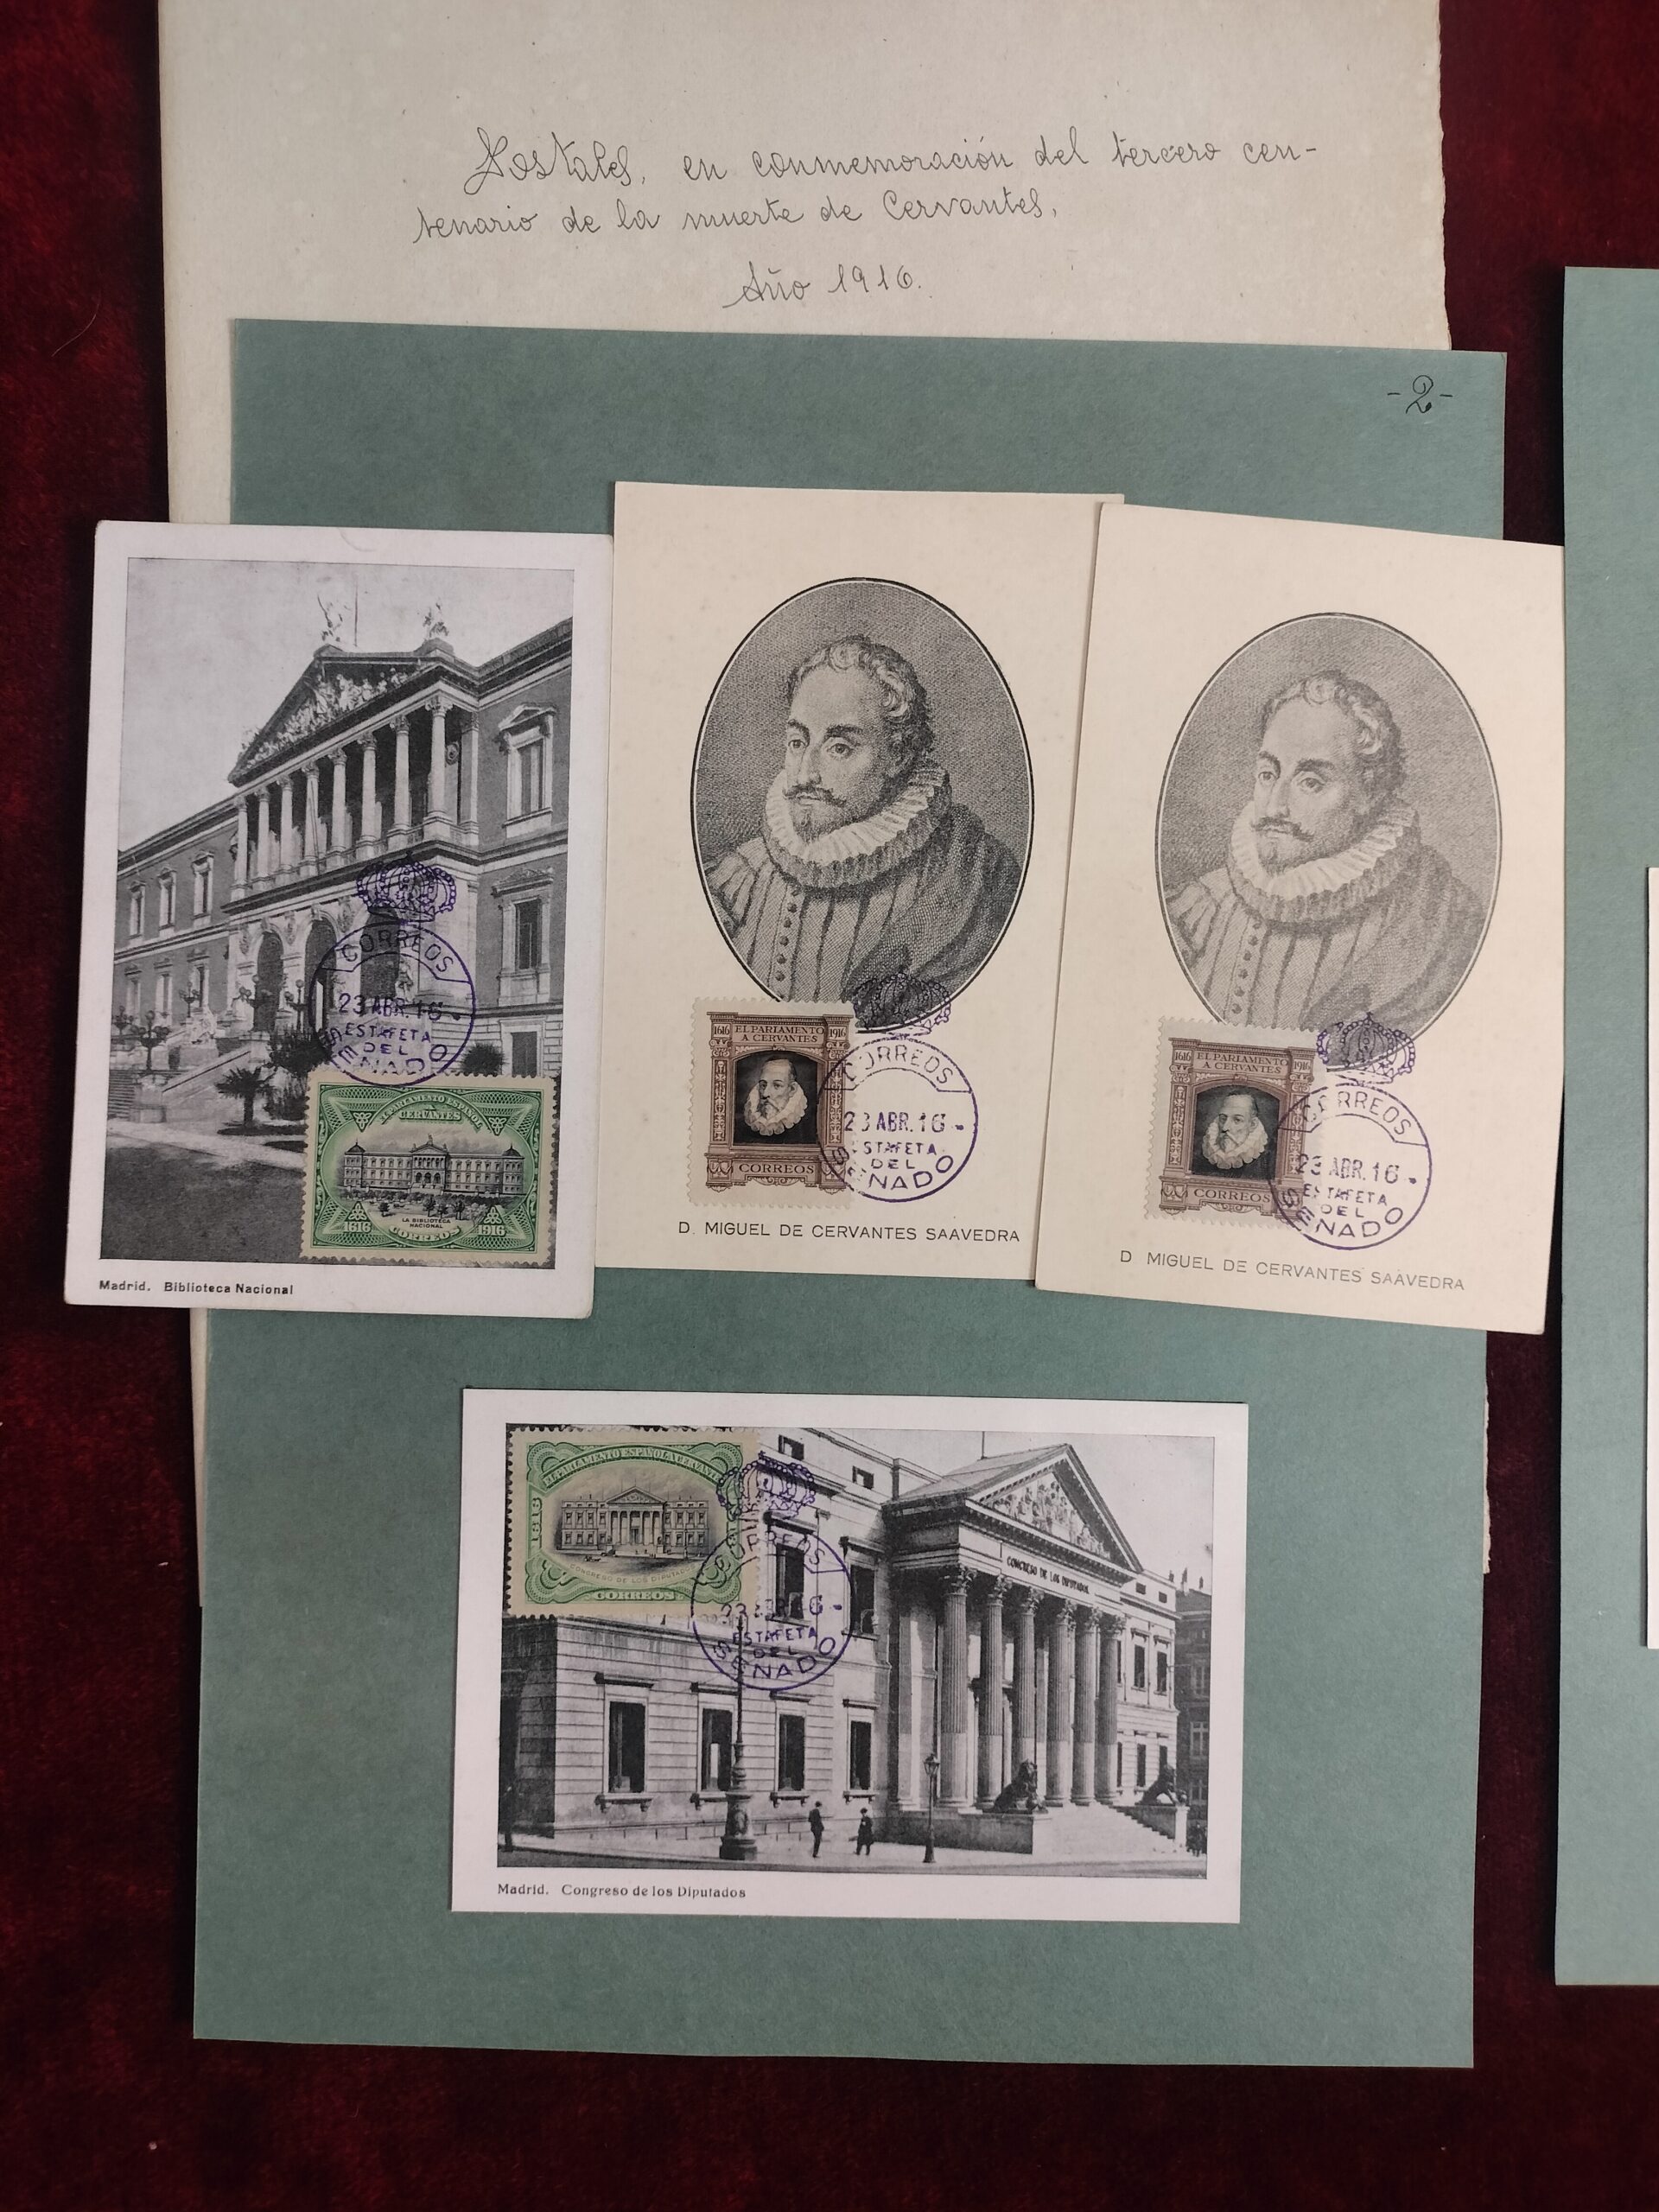 Postales, en conmemoración del tercero cen-
tenario de la muerte de Cervantes.
Año 1916.
-2-
CORREOS
23 ABR. 16
ESTAFETA
DEL
SENADO
EL PARLAMENTO ESPAÑOL A
CERVANTES
LA BIBLIOTECA
NACIONAL
1616 CORREOS 1916
Madrid. Biblioteca Nacional
1616 EL PARLAMENTO 1916
A CERVANTES
CORREOS
CORREOS
23 ABR. 16
ESTAFETA
DEL
SENADO
D. MIGUEL DE CERVANTES SAAVEDRA
1616 EL PARLAMENTO 1916
A CERVANTES
CORREOS
CORREOS
23 ABR. 16
ESTAFETA
DEL
SENADO
D MIGUEL DE CERVANTES SAAVEDRA
EL PARLAMENTO ESPAÑOL A CERVANTES
CONGRESO DE LOS DIPUTADOS
CORREOS
CORREOS
ESTAFETA
DEL
SENADO
CONGRESO DE LOS DIPUTADOS
Madrid. Congreso de los Diputados